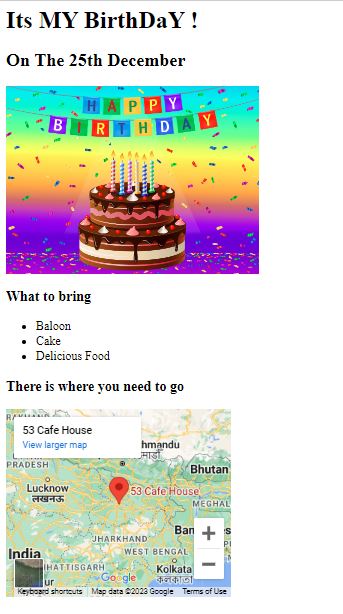 Its MY BirthDaY !
On The 25th December
HAPPY
BIRTHDAY
What to bring
Baloon
Cake
Delicious Food
There is where you need to go
53 Cafe House
View larger map
hmandu
PRADESH
Bhutan
Lucknow
लखनऊ
53 Cafe House
MEGHAL
JHARKHAND
Ban
WEST BENGAL
India
HATTISGARH
Kolkata
कलकाता
ur
Google
Keyboard shortcuts
Map data ©2023 Google
Terms of Use